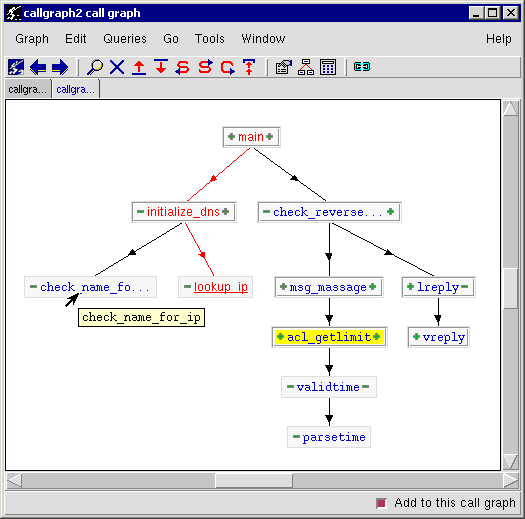 callgraph2 call graph
Graph Edit Queries Go Tools Window Help
callgra... callgra...
main
initialize_dns check_reverse...
check_name_fo... lookup_ip msg_massage lreply
check_name_for_ip
acl_getlimit vreply
validtime
parsetime
Add to this call graph